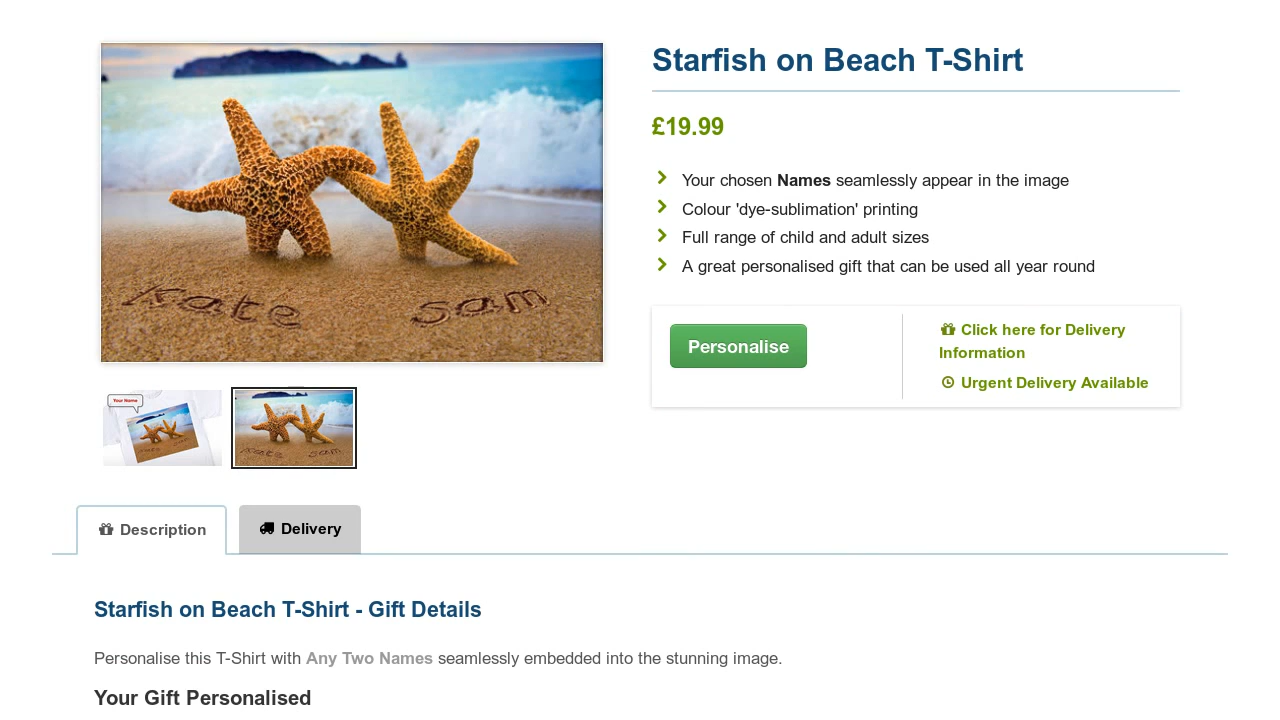 Starfish on Beach T-Shirt
£19.99
Your chosen Names seamlessly appear in the image
Colour 'dye-sublimation' printing
Full range of child and adult sizes
A great personalised gift that can be used all year round
Kate Sam
Personalise
Click here for Delivery
Information
Urgent Delivery Available
Your Name
Kate Sam
Description
Delivery
Starfish on Beach T-Shirt - Gift Details
Personalise this T-Shirt with Any Two Names seamlessly embedded into the stunning image.
Your Gift Personalised